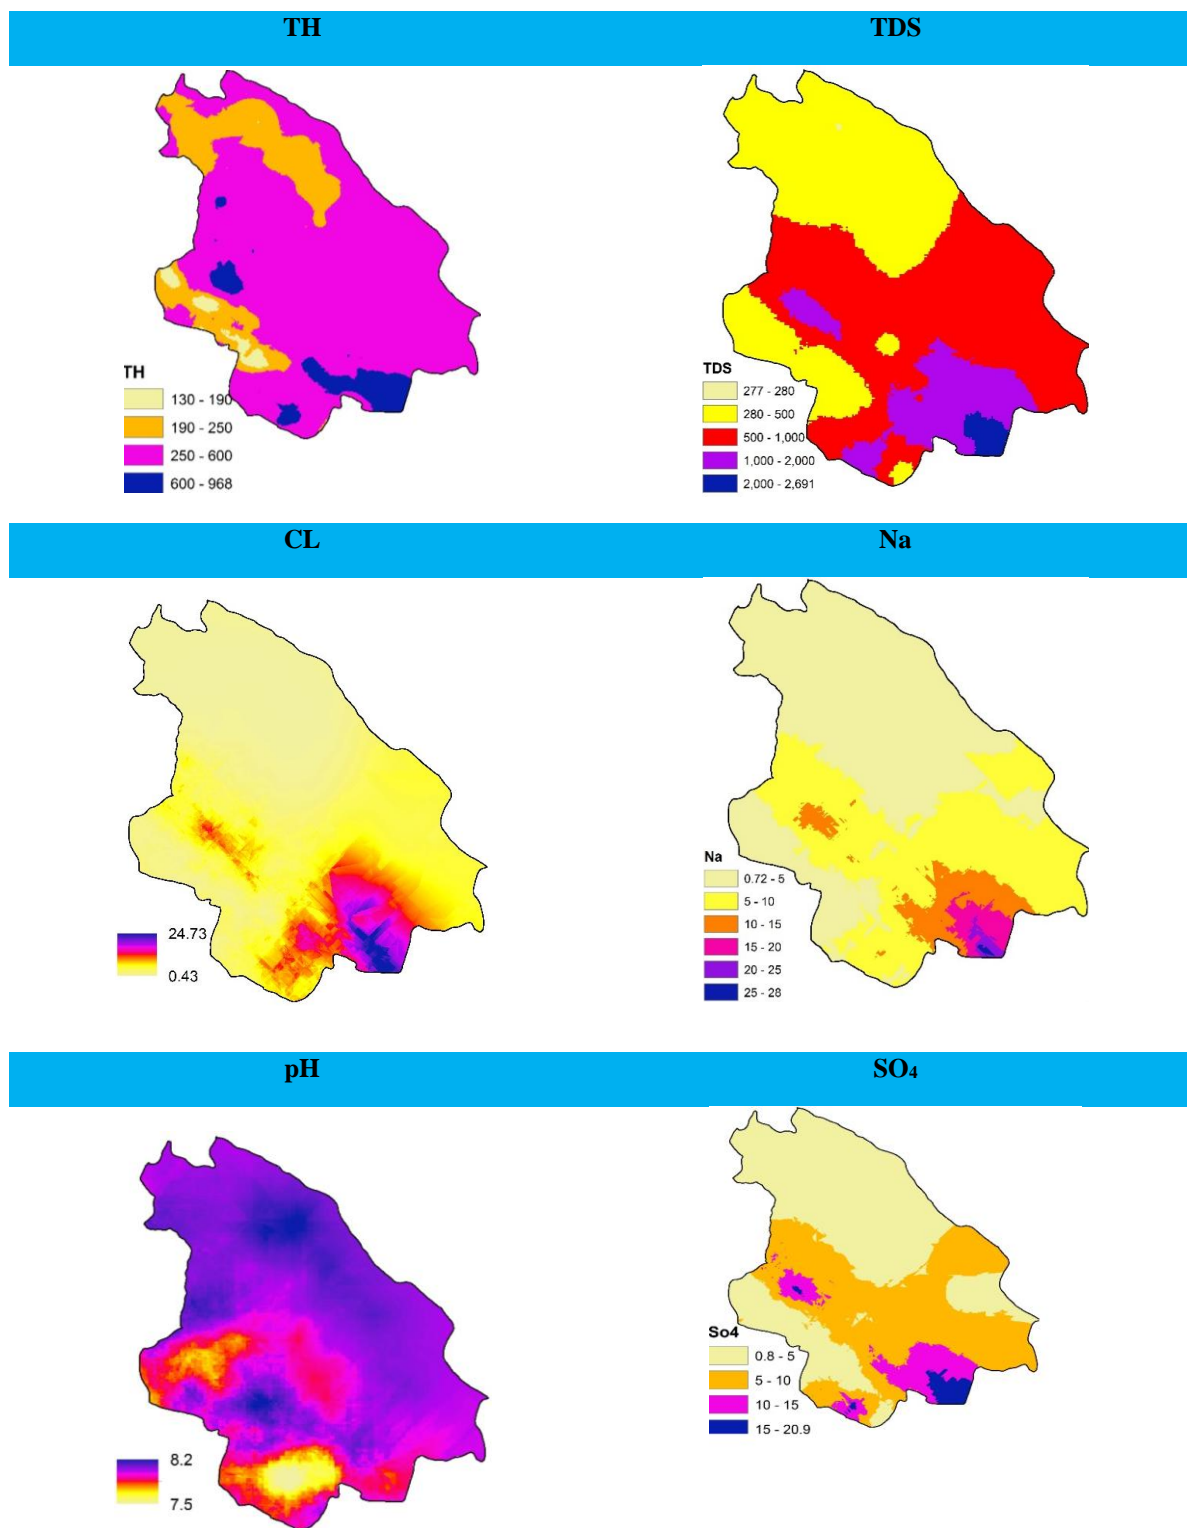 TH
TDS
TH
130 - 190
190 - 250
250 - 600
600 - 968
TDS
277 - 280
280 - 500
500 - 1,000
1,000 - 2,000
2,000 - 2,691
CL
Na
24.73
0.43
Na
0.72 - 5
5 - 10
10 - 15
15 - 20
20 - 25
25 - 28
pH
SO₄
8.2
7.5
So4
0.8 - 5
5 - 10
10 - 15
15 - 20.9